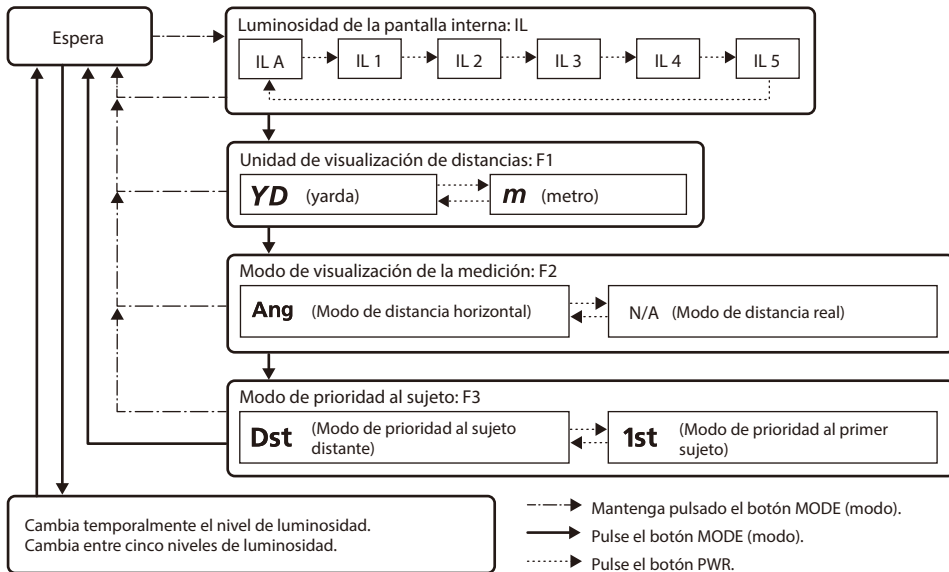 Espera
Luminosidad de la pantalla interna: IL
IL A
IL 1
IL 2
IL 3
IL 4
IL 5
Unidad de visualización de distancias: F1
YD (yarda)
m (metro)
Modo de visualización de la medición: F2
Ang (Modo de distancia horizontal)
N/A (Modo de distancia real)
Modo de prioridad al sujeto: F3
Dst (Modo de prioridad al sujeto
distante)
1st (Modo de prioridad al primer
sujeto)
Cambia temporalmente el nivel de luminosidad.
Cambia entre cinco niveles de luminosidad.
Mantenga pulsado el botón MODE (modo).
Pulse el botón MODE (modo).
Pulse el botón PWR.